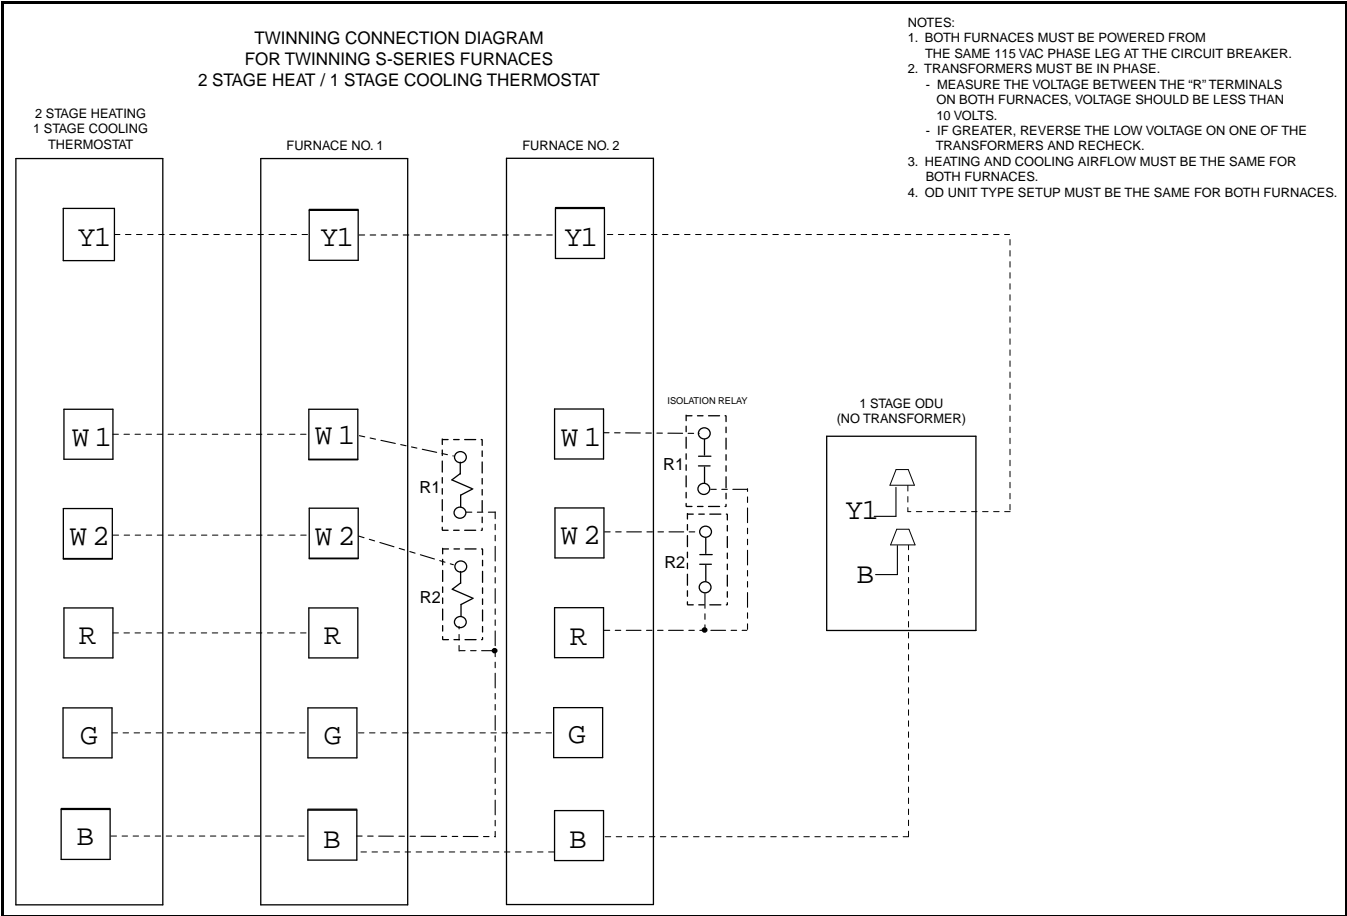 TWINNING CONNECTION DIAGRAM
FOR TWINNING S-SERIES FURNACES
2 STAGE HEAT / 1 STAGE COOLING THERMOSTAT
NOTES:
1. BOTH FURNACES MUST BE POWERED FROM
THE SAME 115 VAC PHASE LEG AT THE CIRCUIT BREAKER.
2. TRANSFORMERS MUST BE IN PHASE.
- MEASURE THE VOLTAGE BETWEEN THE “R” TERMINALS
ON BOTH FURNACES, VOLTAGE SHOULD BE LESS THAN
10 VOLTS.
- IF GREATER, REVERSE THE LOW VOLTAGE ON ONE OF THE
TRANSFORMERS AND RECHECK.
3. HEATING AND COOLING AIRFLOW MUST BE THE SAME FOR
BOTH FURNACES.
4. OD UNIT TYPE SETUP MUST BE THE SAME FOR BOTH FURNACES.
2 STAGE HEATING
1 STAGE COOLING
THERMOSTAT
Y1
W1
W2
R
G
B
FURNACE NO. 1
Y1
W1
W2
R
G
B
R1
R2
FURNACE NO. 2
Y1
W1
W2
R
G
B
ISOLATION RELAY
R1
R2
1 STAGE ODU
(NO TRANSFORMER)
Y1
B